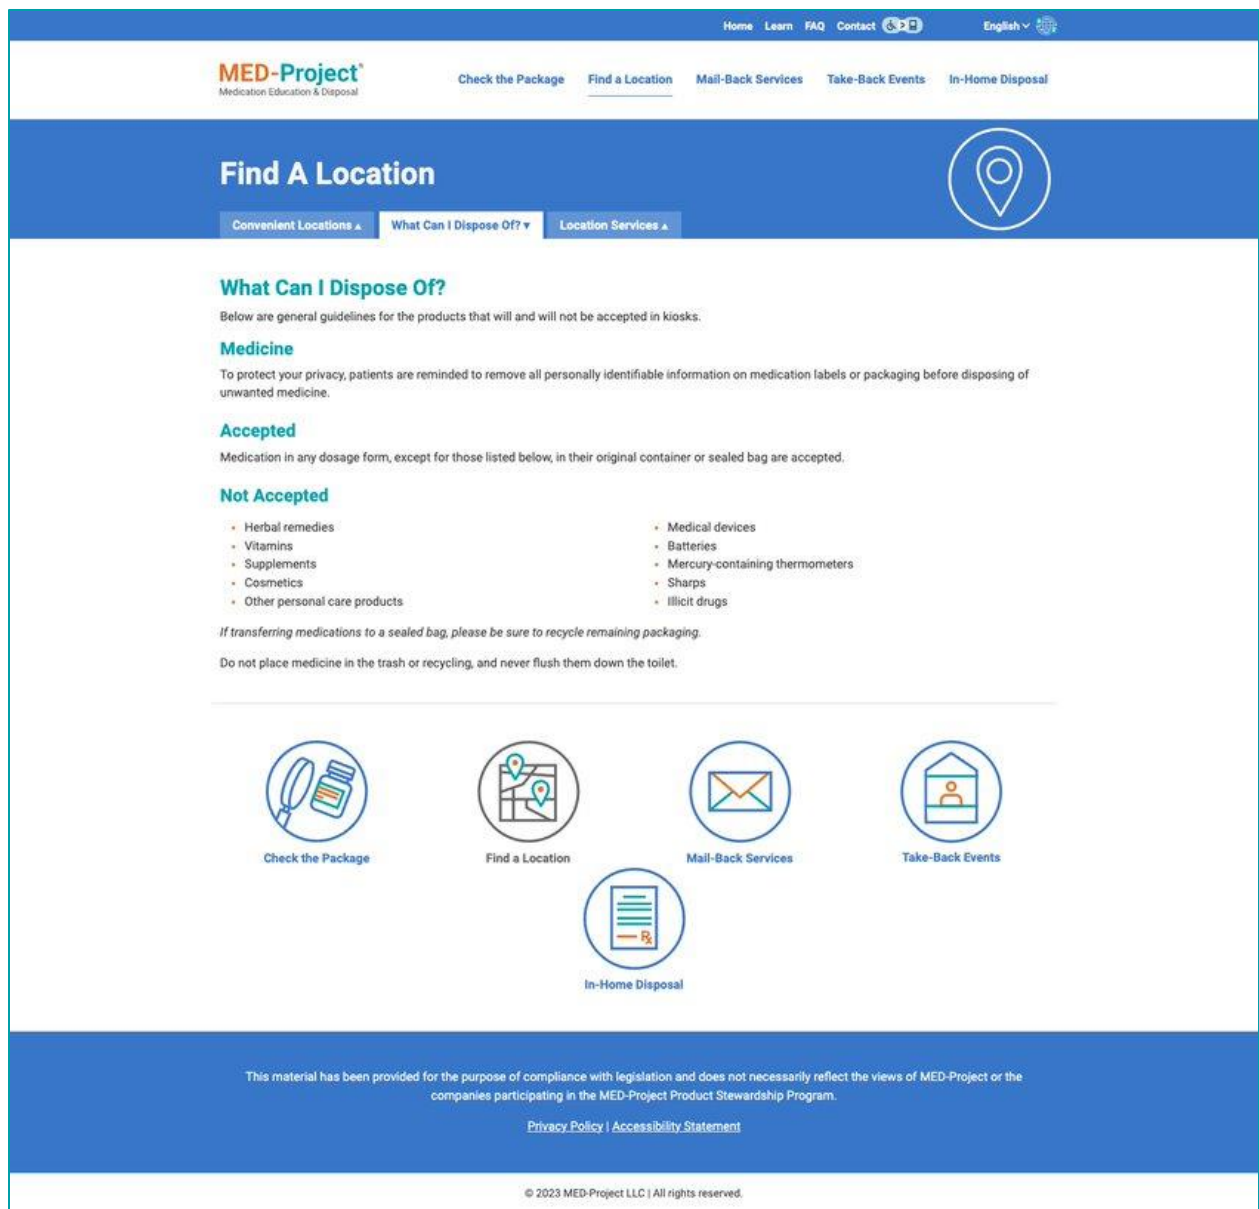 Home Learn FAQ Contact English
MED-Project®
Medication Education & Disposal
Check the Package Find a Location Mail-Back Services Take-Back Events In-Home Disposal
Find A Location
Convenient Locations ▴ What Can I Dispose Of? ▾ Location Services ▴
What Can I Dispose Of?
Below are general guidelines for the products that will and will not be accepted in kiosks.
Medicine
To protect your privacy, patients are reminded to remove all personally identifiable information on medication labels or packaging before disposing of
unwanted medicine.
Accepted
Medication in any dosage form, except for those listed below, in their original container or sealed bag are accepted.
Not Accepted
• Herbal remedies
• Vitamins
• Supplements
• Cosmetics
• Other personal care products
• Medical devices
• Batteries
• Mercury-containing thermometers
• Sharps
• Illicit drugs
If transferring medications to a sealed bag, please be sure to recycle remaining packaging.
Do not place medicine in the trash or recycling, and never flush them down the toilet.
Check the Package
Find a Location
Mail-Back Services
Take-Back Events
℞
In-Home Disposal
This material has been provided for the purpose of compliance with legislation and does not necessarily reflect the views of MED-Project or the
companies participating in the MED-Project Product Stewardship Program.
Privacy Policy | Accessibility Statement
© 2023 MED-Project LLC | All rights reserved.